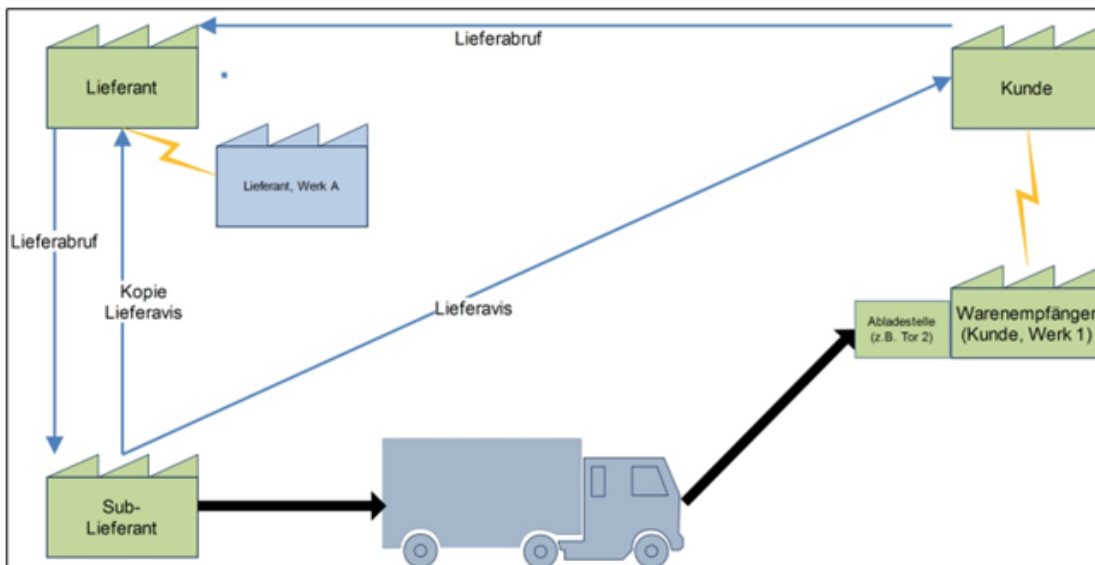 Lieferabruf
Lieferant
Kunde
Lieferant, Werk A
Lieferabruf
Kopie
Lieferavis
Lieferavis
Abladestelle
(z.B. Tor 2)
Warenempfänger
(Kunde, Werk 1)
Sub-
Lieferant